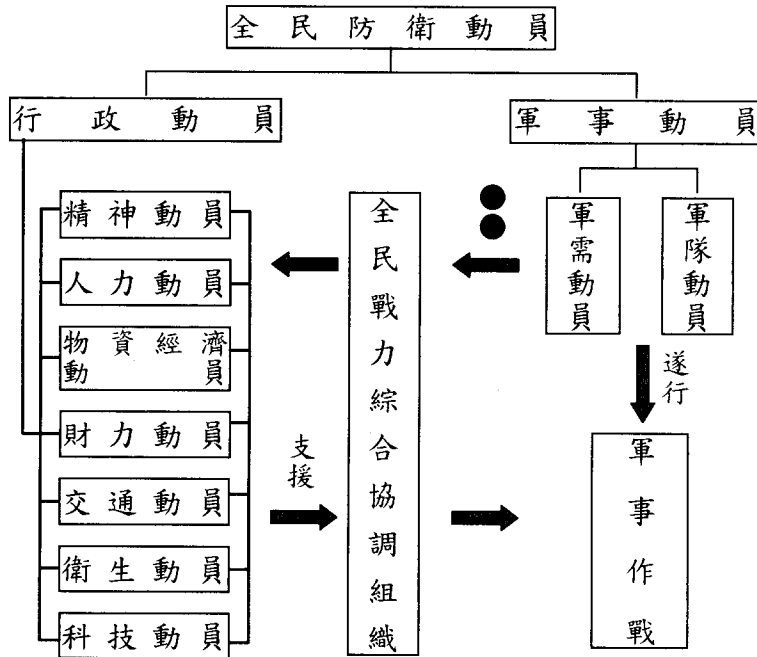 全民防衛動員
行政動員
軍事動員
精神動員
人力動員
物資經濟
動員
財力動員
交通動員
衛生動員
科技動員
支援
全民戰力綜合協調組織
軍需動員
軍隊動員
遂行
軍事作戰